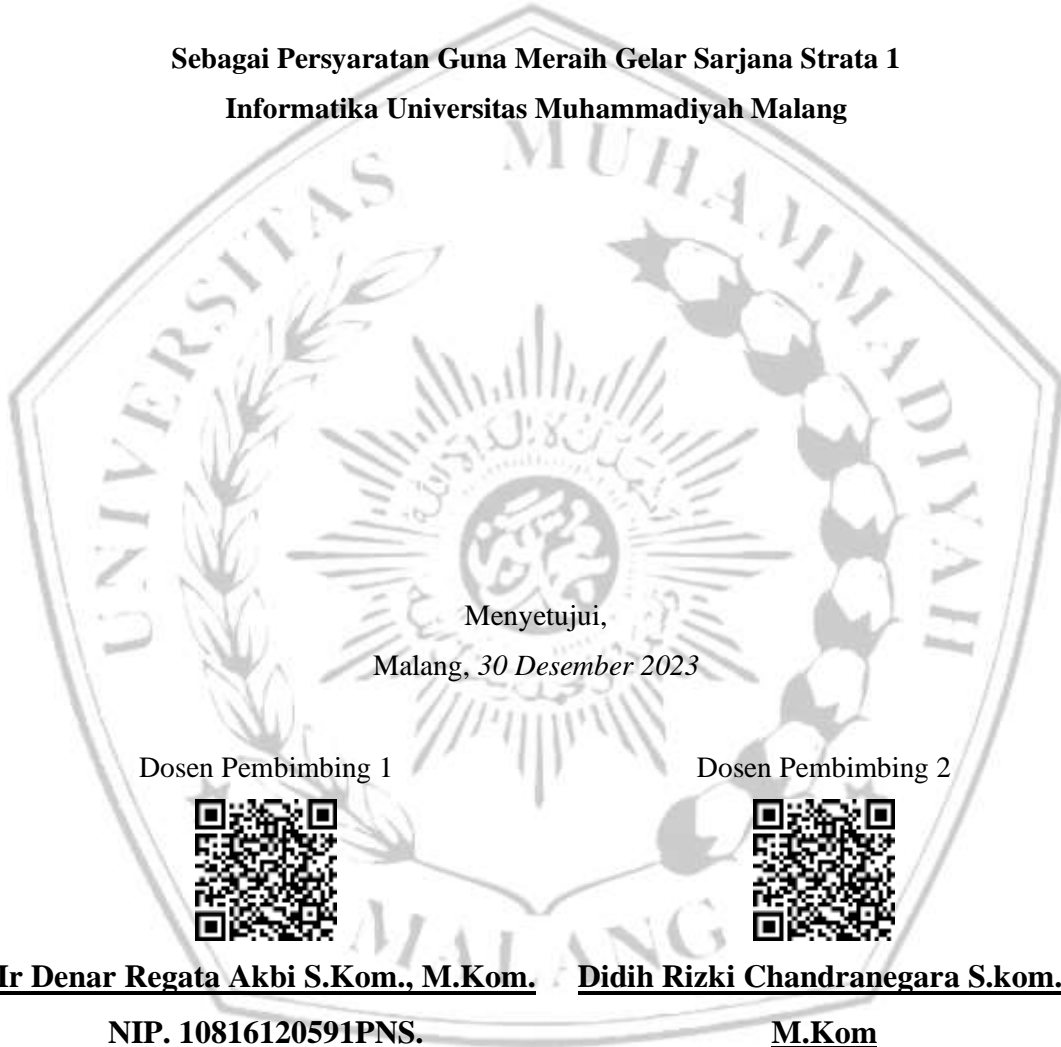 Sebagai Persyaratan Guna Meraih Gelar Sarjana Strata 1
Informatika Universitas Muhammadiyah Malang
UNIVERSITAS MUHAMMADIYAH
Menyetujui,
Malang, 30 Desember 2023
Dosen Pembimbing 1 Dosen Pembimbing 2
MALANG
Ir Denar Regata Akbi S.Kom., M.Kom. Didih Rizki Chandranegara S.kom.
NIP. 10816120591PNS. M.Kom